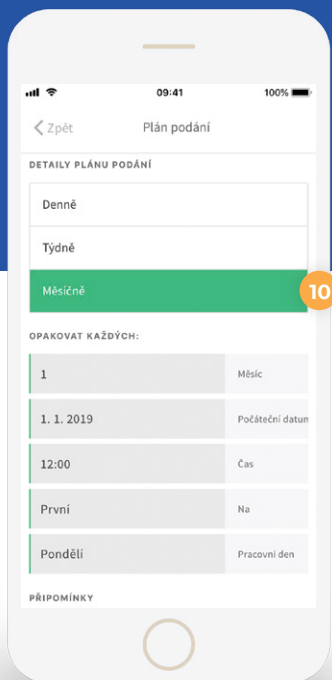 09:41
100%
Zpět
Plán podání
DETAILY PLÁNU PODÁNÍ
Denně
Týdně
Měsíčně
10
OPAKOVAT KAŽDÝCH:
1 Měsíc
1. 1. 2019 Počáteční datum
12:00 Čas
První Na
Pondělí Pracovní den
PŘIPOMÍNKY